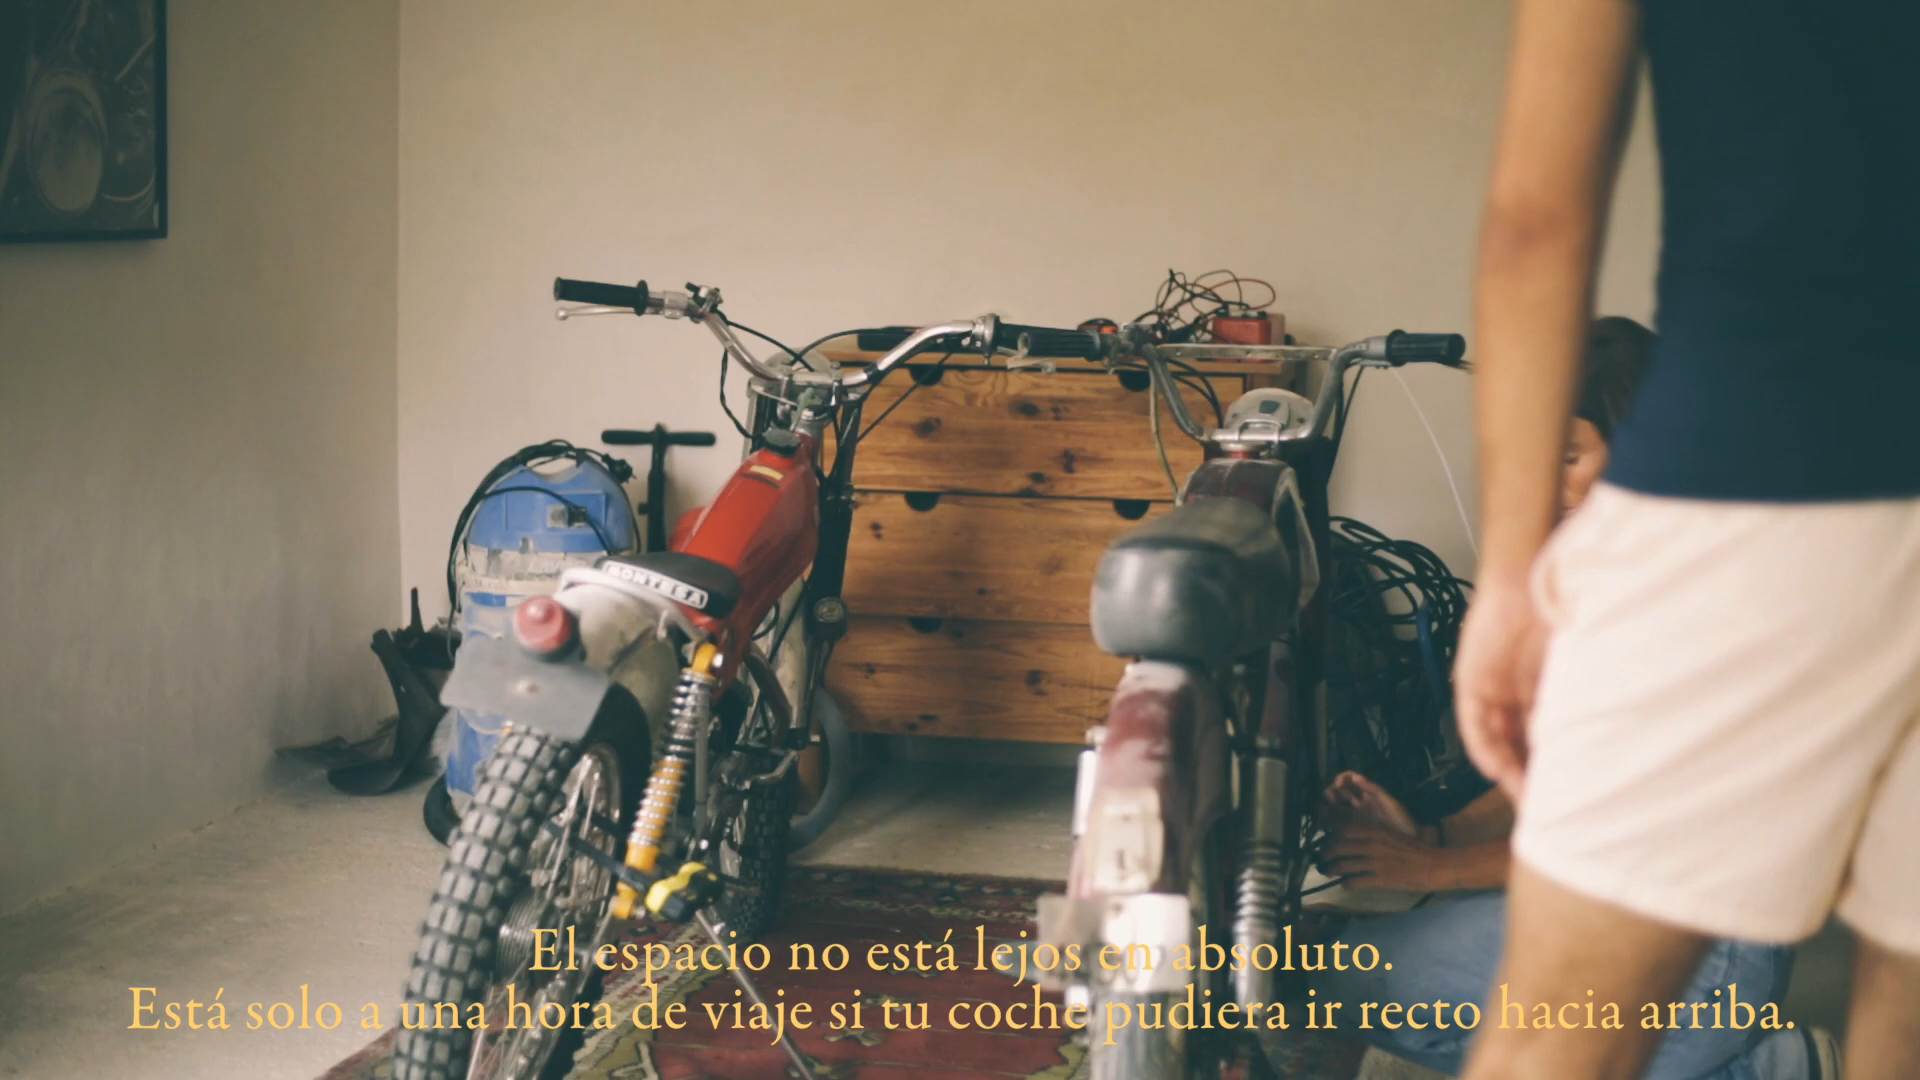 MONTESA
El espacio no está lejos en absoluto.
Está solo a una hora de viaje si tu coche pudiera ir recto hacia arriba.